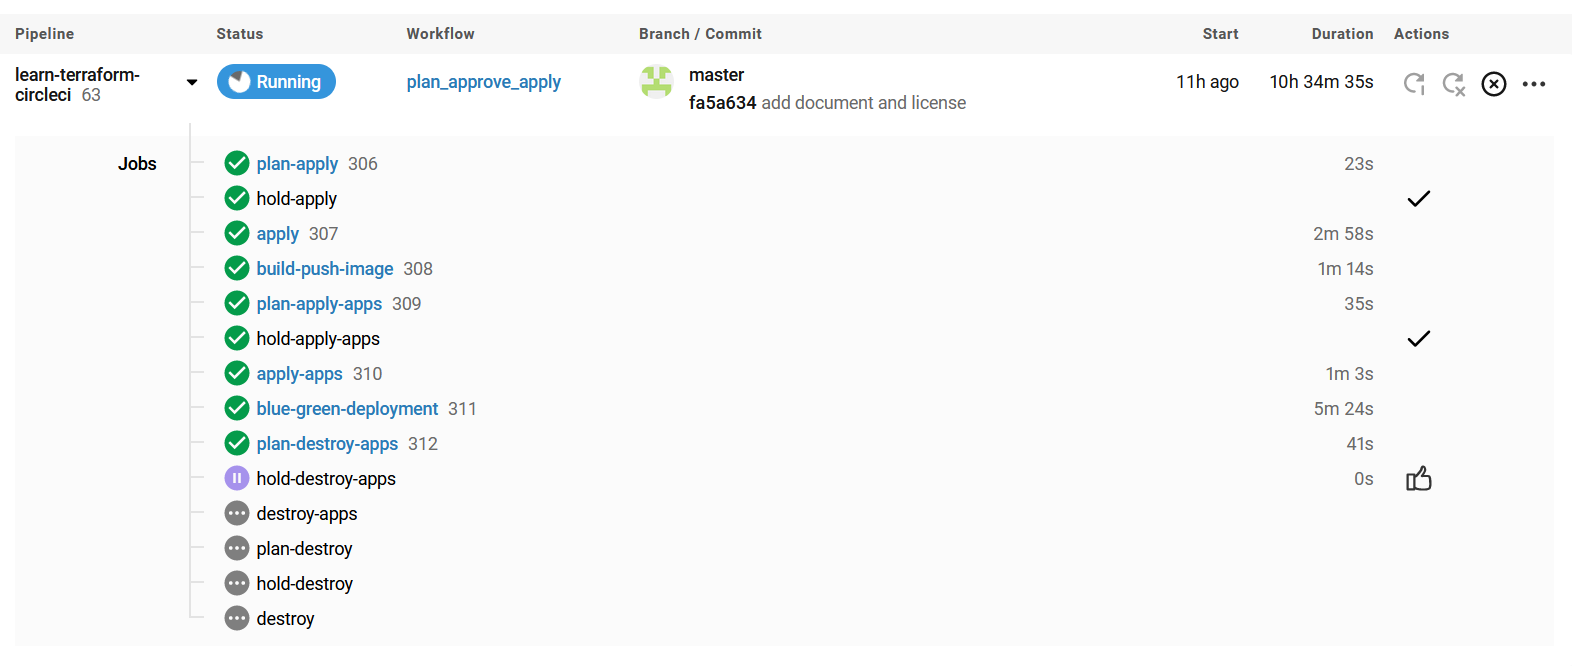 Pipeline Status Workflow Branch / Commit Start Duration Actions
learn-terraform-circleci 63 Running plan_approve_apply master 11h ago 10h 34m 35s
fa5a634 add document and license
Jobs plan-apply 306 23s
hold-apply
apply 307 2m 58s
build-push-image 308 1m 14s
plan-apply-apps 309 35s
hold-apply-apps
apply-apps 310 1m 3s
blue-green-deployment 311 5m 24s
plan-destroy-apps 312 41s
hold-destroy-apps 0s
destroy-apps
plan-destroy
hold-destroy
destroy